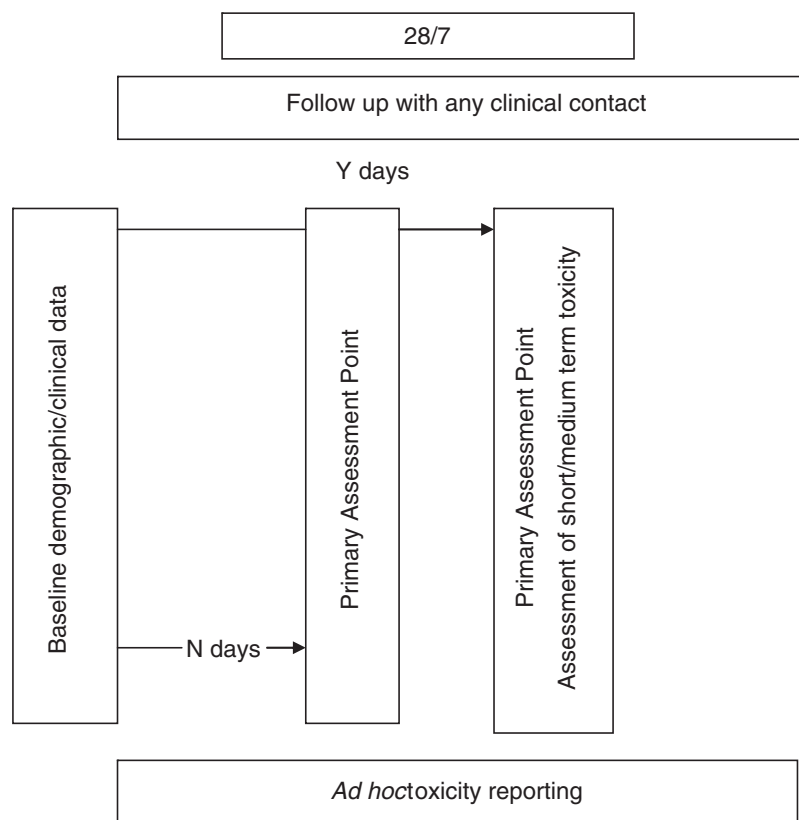 28/7
Follow up with any clinical contact
Y days
Baseline demographic/clinical data
Primary Assessment Point
Primary Assessment Point
Assessment of short/medium term toxicity
N days
Ad hoctoxicity reporting